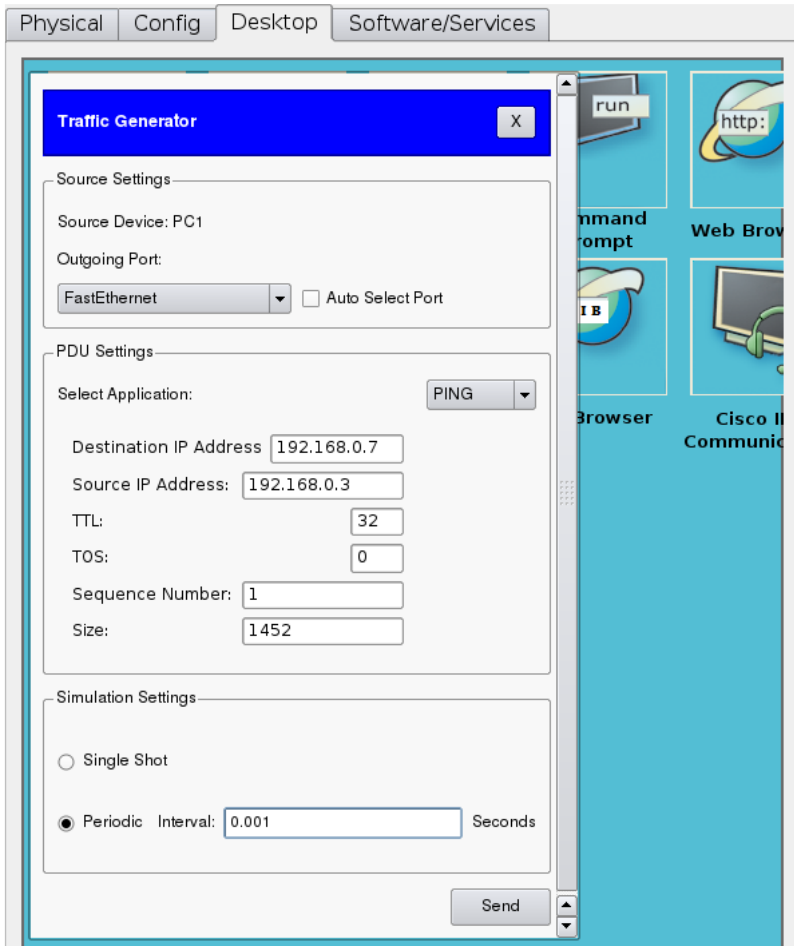 Physical Config Desktop Software/Services
Traffic Generator X
Source Settings
Source Device: PC1
Outgoing Port:
FastEthernet Auto Select Port
PDU Settings
Select Application: PING
Destination IP Address 192.168.0.7
Source IP Address: 192.168.0.3
TTL: 32
TOS: 0
Sequence Number: 1
Size: 1452
Simulation Settings
Single Shot
Periodic Interval: 0.001 Seconds
Send
run
http:
mmand
rompt
Web Brow
I B
Browser
Cisco I
Communic